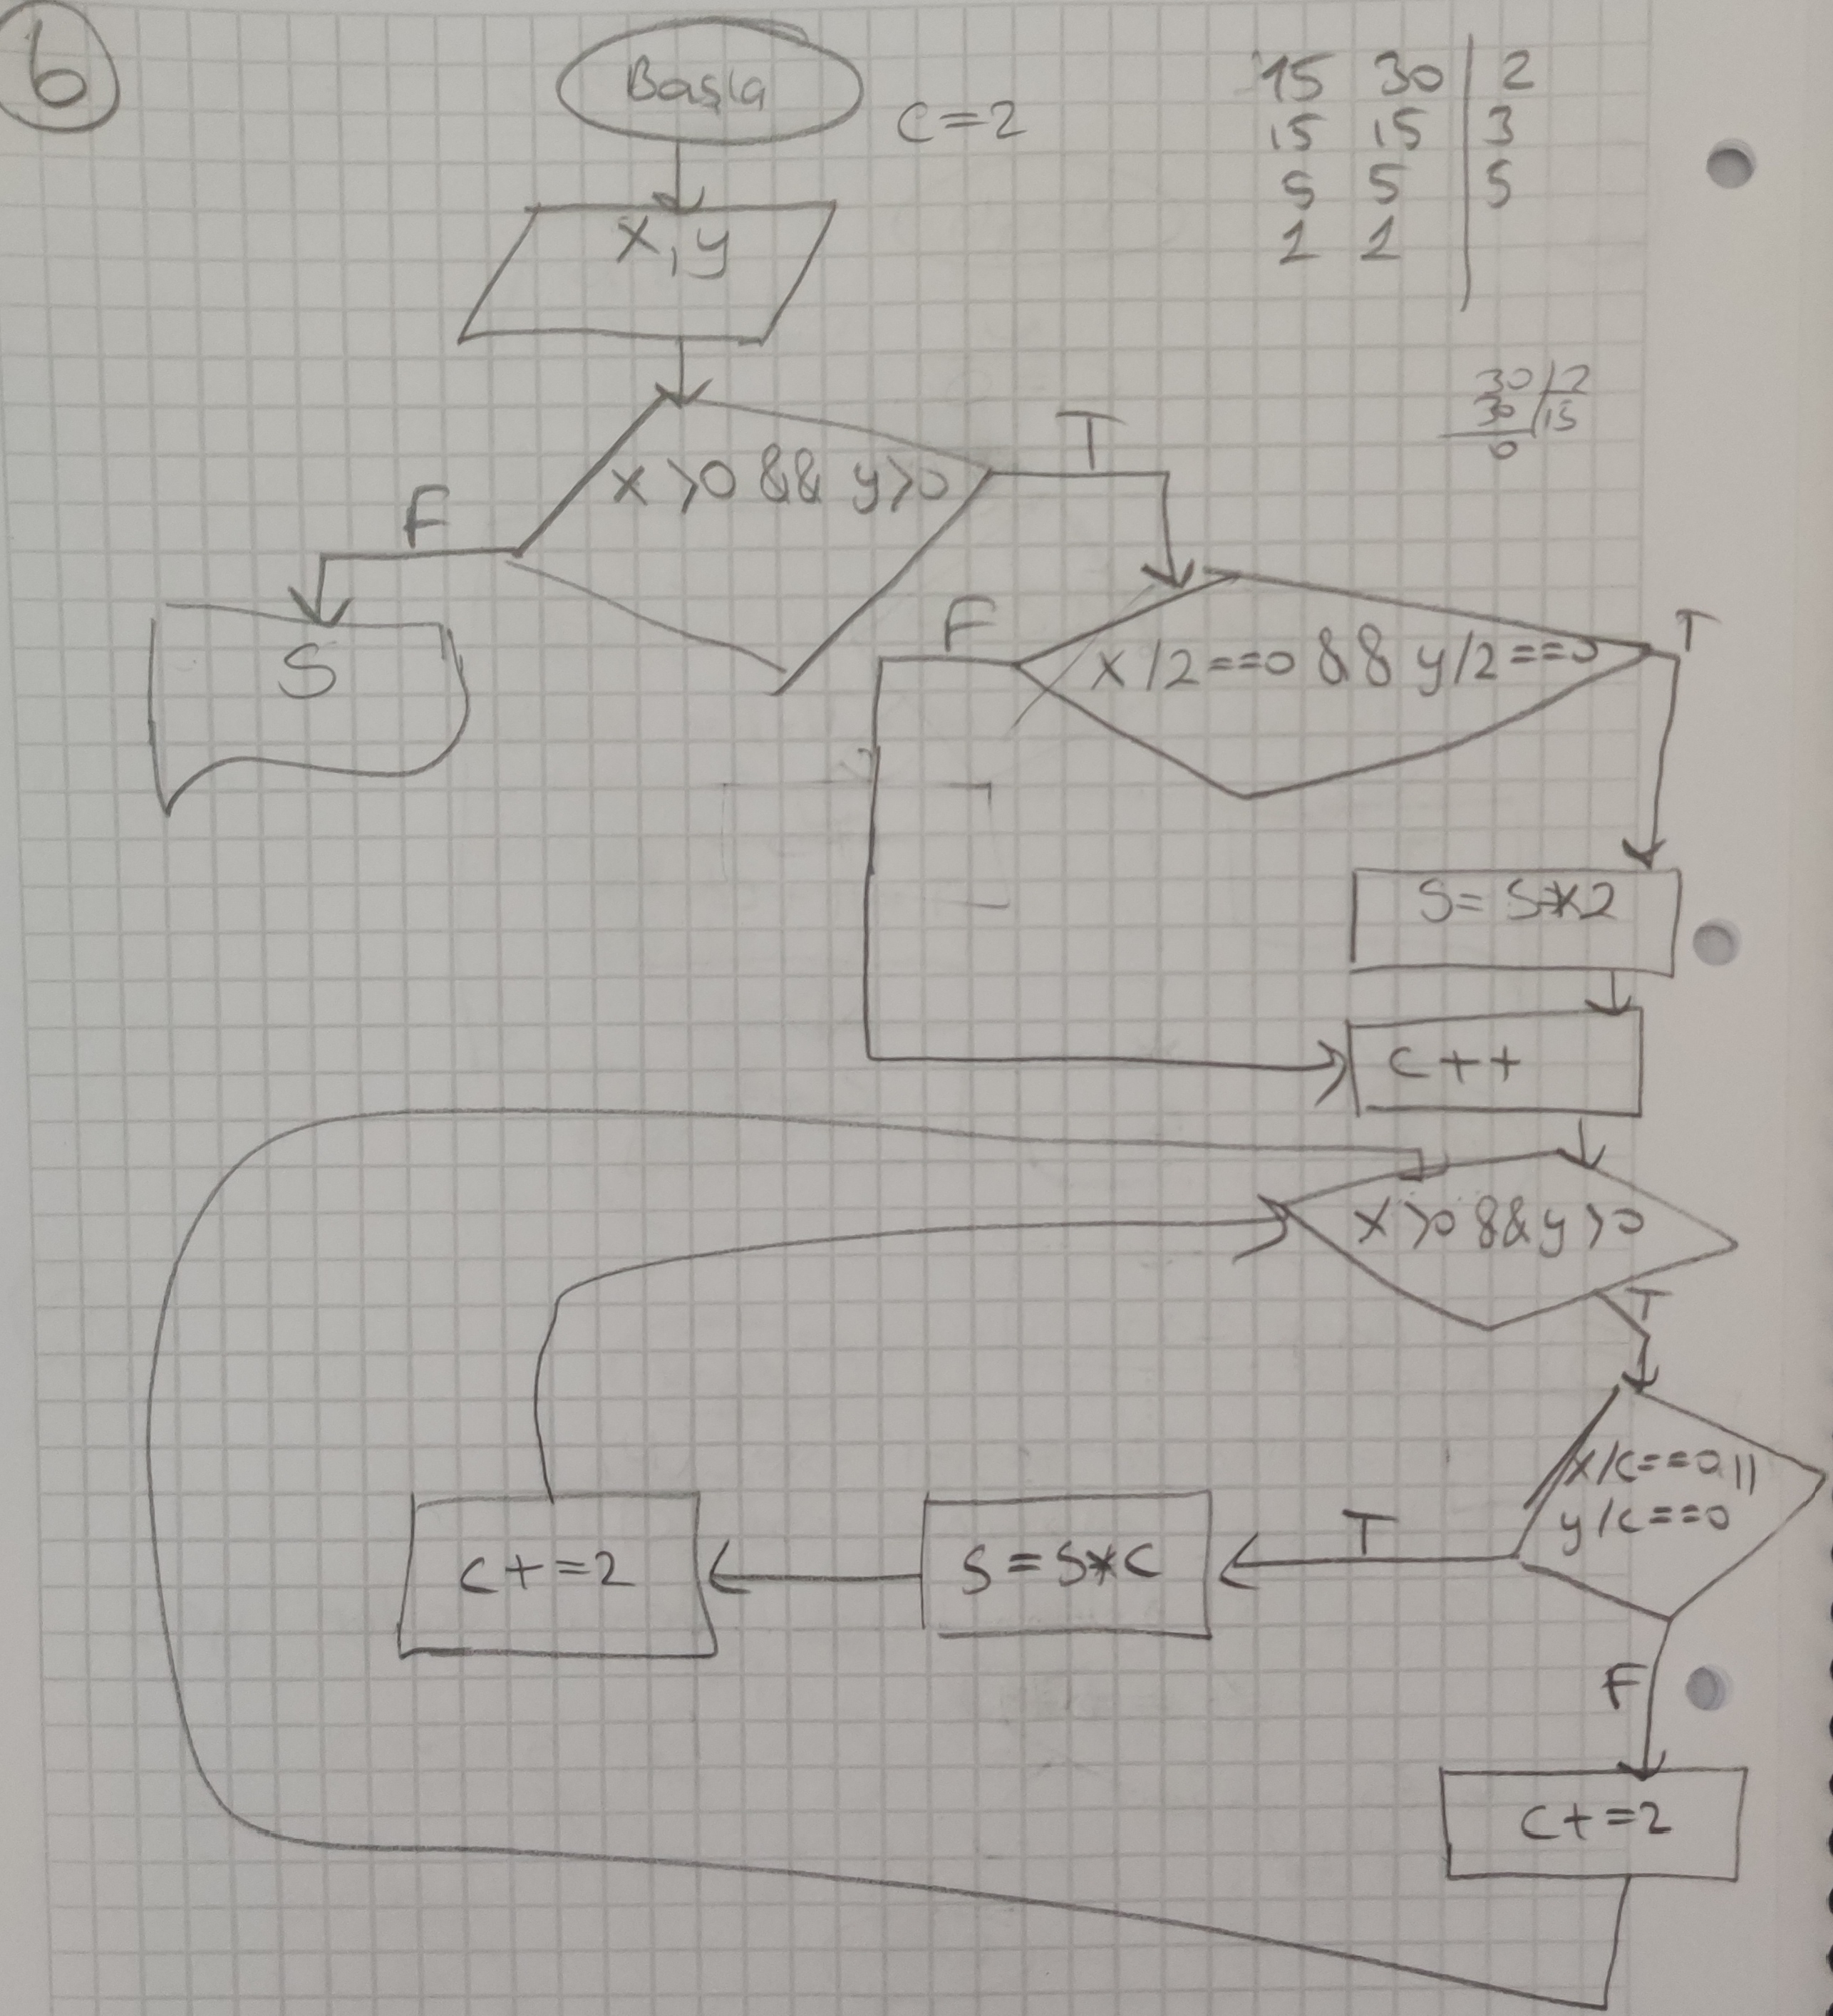 6
Başla
C=2
15 30 | 2
15 15 | 3
5 5 | 5
1 1
x,y
30 / 2
30 / 15
0
x>0 && y>0
T
F
S
F
x/2==0 && y/2==0
T
S= S*2
C++
x>0 && y>0
T
x/c==0 ||
y/c==0
T
S=S*C
C+=2
F
C+=2